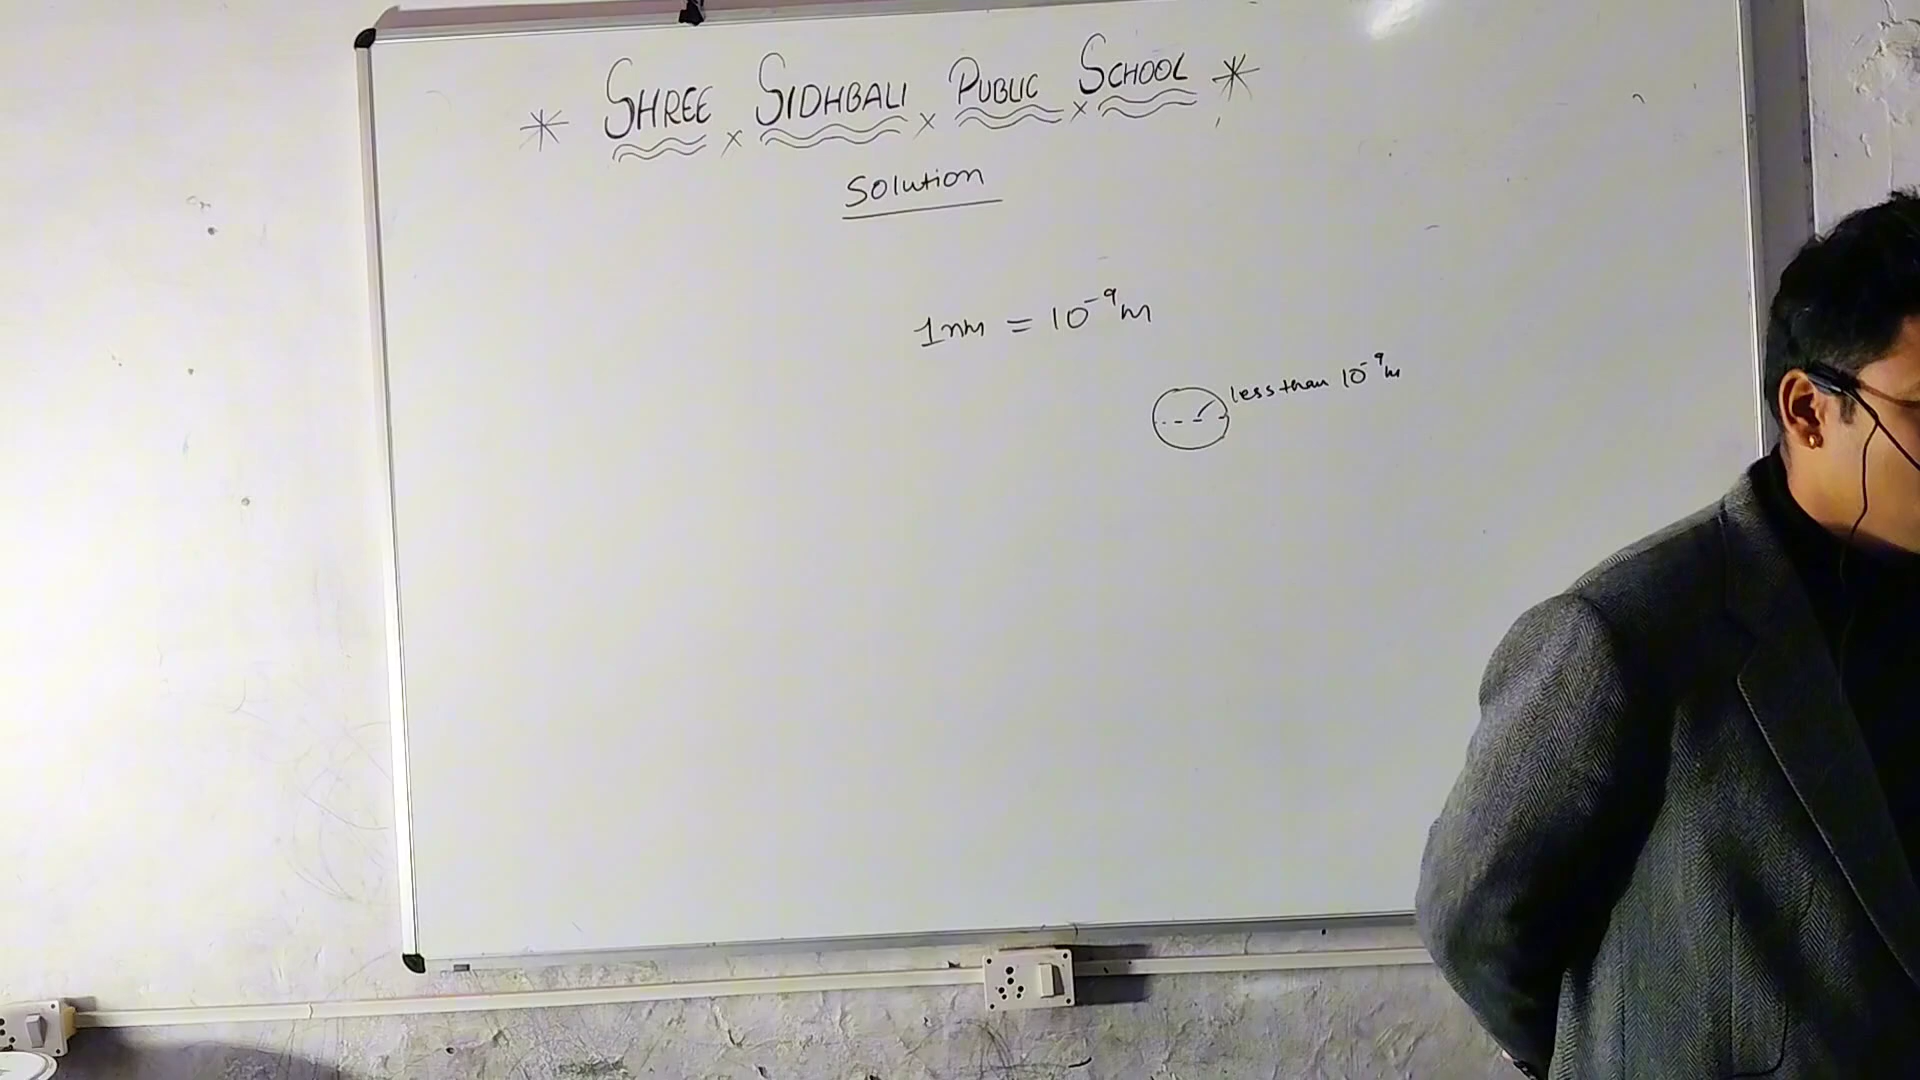 * SHREE x SIDHBALI x PUBLIC x SCHOOL *
Solution
1nm = 10⁻⁹m
less than 10⁻⁹m